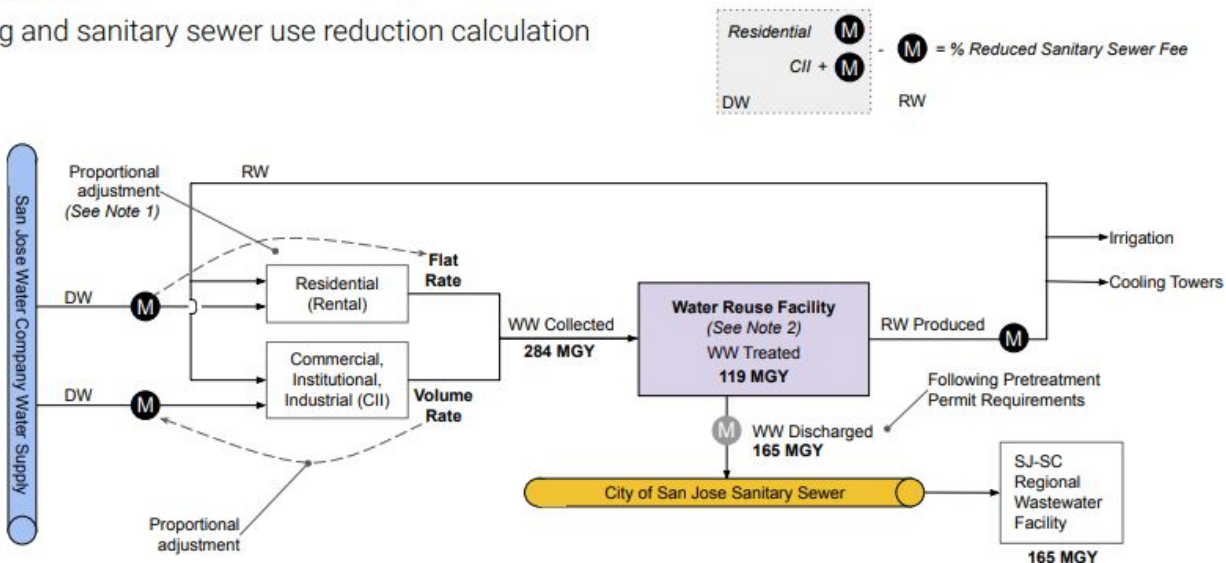 g and sanitary sewer use reduction calculation
Residential M
CII + M
- M = % Reduced Sanitary Sewer Fee
DW
RW
San Jose Water Company Water Supply
Proportional
adjustment
(See Note 1)
RW
Flat
Rate
DW
M
Residential
(Rental)
Commercial,
Institutional,
Industrial (CII)
DW
M
Volume
Rate
Proportional
adjustment
WW Collected
284 MGY
Water Reuse Facility
(See Note 2)
WW Treated
119 MGY
RW Produced
M
Irrigation
Cooling Towers
Following Pretreatment
Permit Requirements
M
WW Discharged
165 MGY
City of San Jose Sanitary Sewer
SJ-SC
Regional
Wastewater
Facility
165 MGY